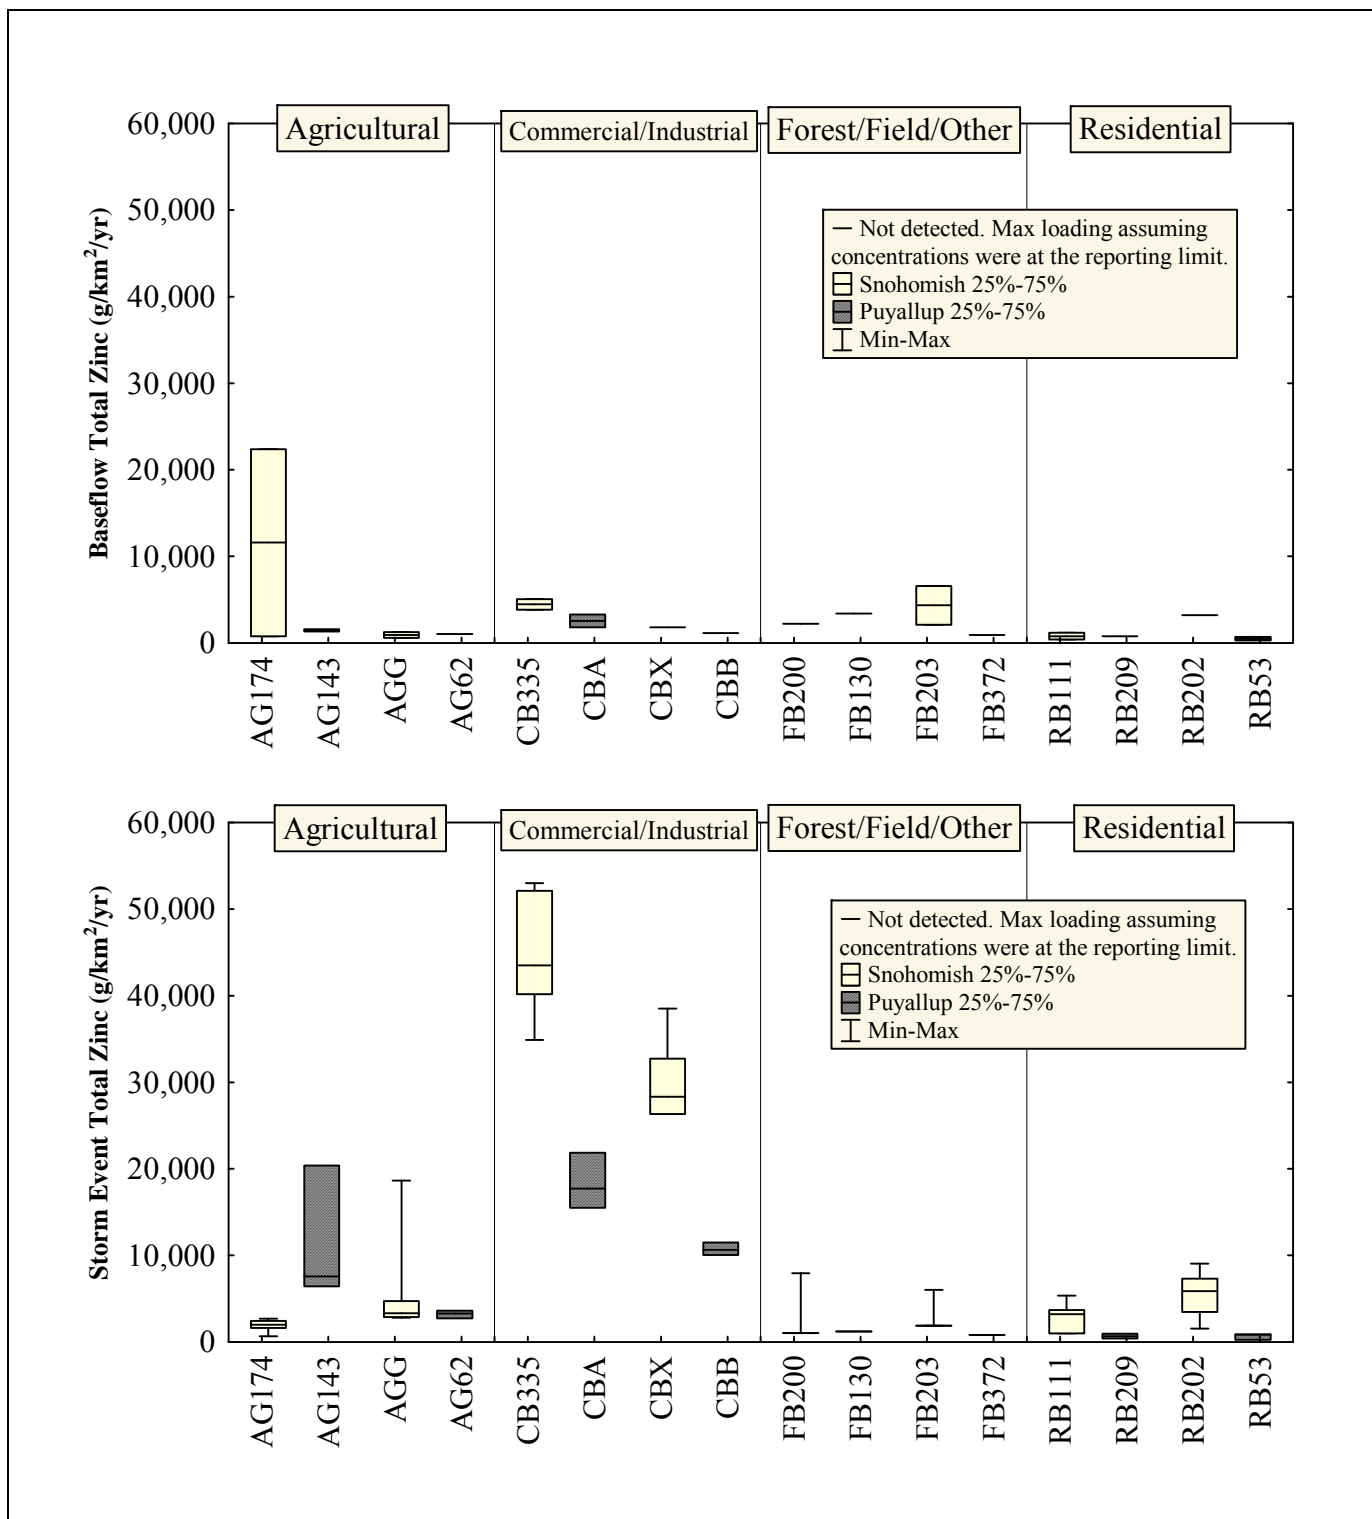 Agricultural Commercial/Industrial Forest/Field/Other Residential
60,000
50,000
40,000
30,000
20,000
10,000
0
Baseflow Total Zinc (g/km²/yr)
Not detected. Max loading assuming
concentrations were at the reporting limit.
Snohomish 25%-75%
Puyallup 25%-75%
Min-Max
AG174 AG143 AGG AG62 CB335 CBA CBX CBB FB200 FB130 FB203 FB372 RB111 RB209 RB202 RB53
Agricultural Commercial/Industrial Forest/Field/Other Residential
60,000
50,000
40,000
30,000
20,000
10,000
0
Storm Event Total Zinc (g/km²/yr)
Not detected. Max loading assuming
concentrations were at the reporting limit.
Snohomish 25%-75%
Puyallup 25%-75%
Min-Max
AG174 AG143 AGG AG62 CB335 CBA CBX CBB FB200 FB130 FB203 FB372 RB111 RB209 RB202 RB53